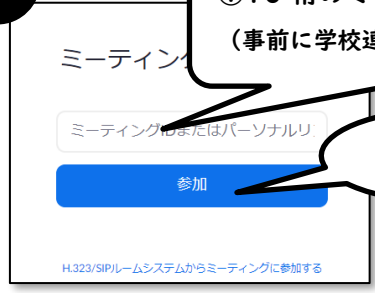 (事前に学校連
ミーティン
ミーティングIDまたはパーソナルリ
参加
H.323/SIPルームシステムからミーティングに参加する